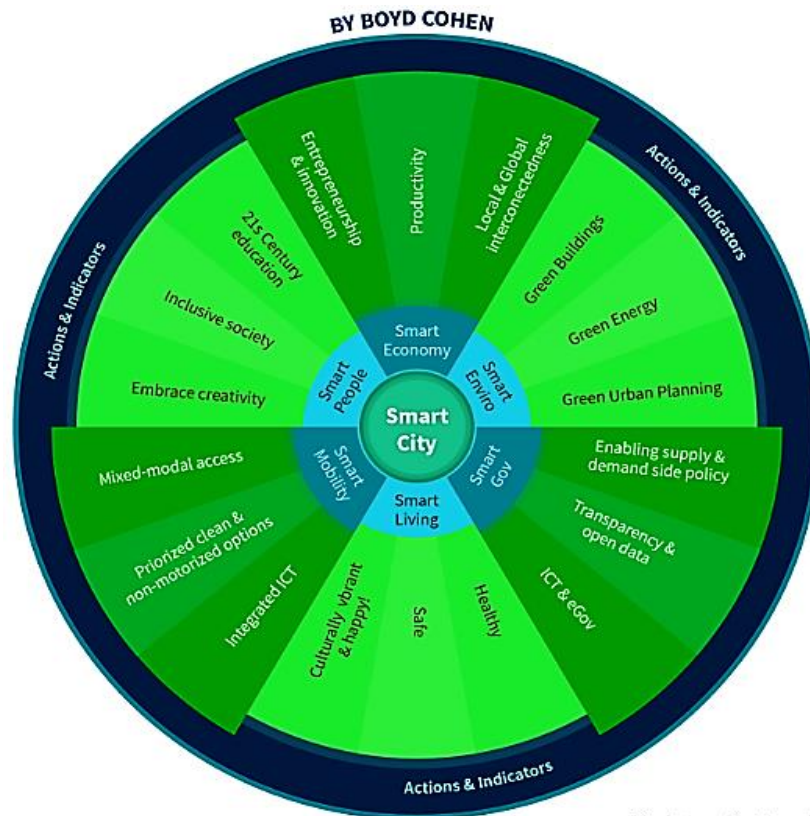 BY BOYD COHEN
Entrepreneurship
& innovation
Productivity
Local & Global
interconectedness
Actions & Indicators
Green Buildings
Green Energy
Green Urban Planning
Enabling supply &
demand side policy
Transparency &
open data
ICT & eGov
Healthy
Safe
Culturally vibrant
& happy!
Actions & Indicators
Integrated ICT
Priorized clean &
non-motorized options
Mixed-modal access
Embrace creativity
Inclusive society
21s Century
education
Actions & Indicators
Smart
Economy
Smart
Enviro
Smart
Gov
Smart
Living
Smart
Mobility
Smart
People
Smart
City